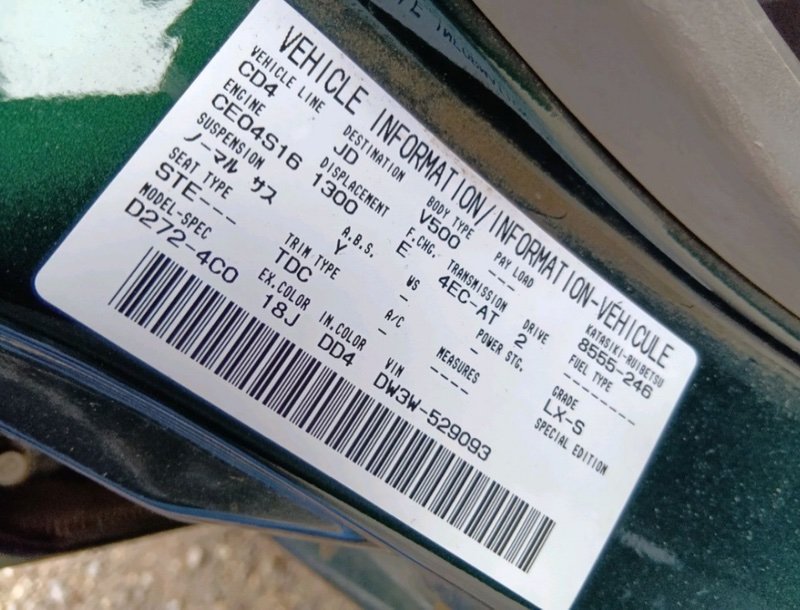 VEHICLE INFORMATION/INFORMATION-VÉHICULE
VEHICLE LINE DESTINATION BODY TYPE PAY LOAD KATASIKI-RUIBETSU
CD4 JD V500 --- 8565-246
ENGINE DISPLACEMENT F.CHG. TRANSMISSION DRIVE FUEL TYPE
CE04S16 1300 E 4EC-AT 2 --------
SUSPENSION A.B.S. WS POWER STG. GRADE
ノーマル サス Y - - LX-S
SEAT TYPE TRIM TYPE A/C MEASURES SPECIAL EDITION
STE--- TDC - ----
MODEL-SPEC EX.COLOR IN.COLOR VIN
D272-4C0 18J DD4 DW3W-529093